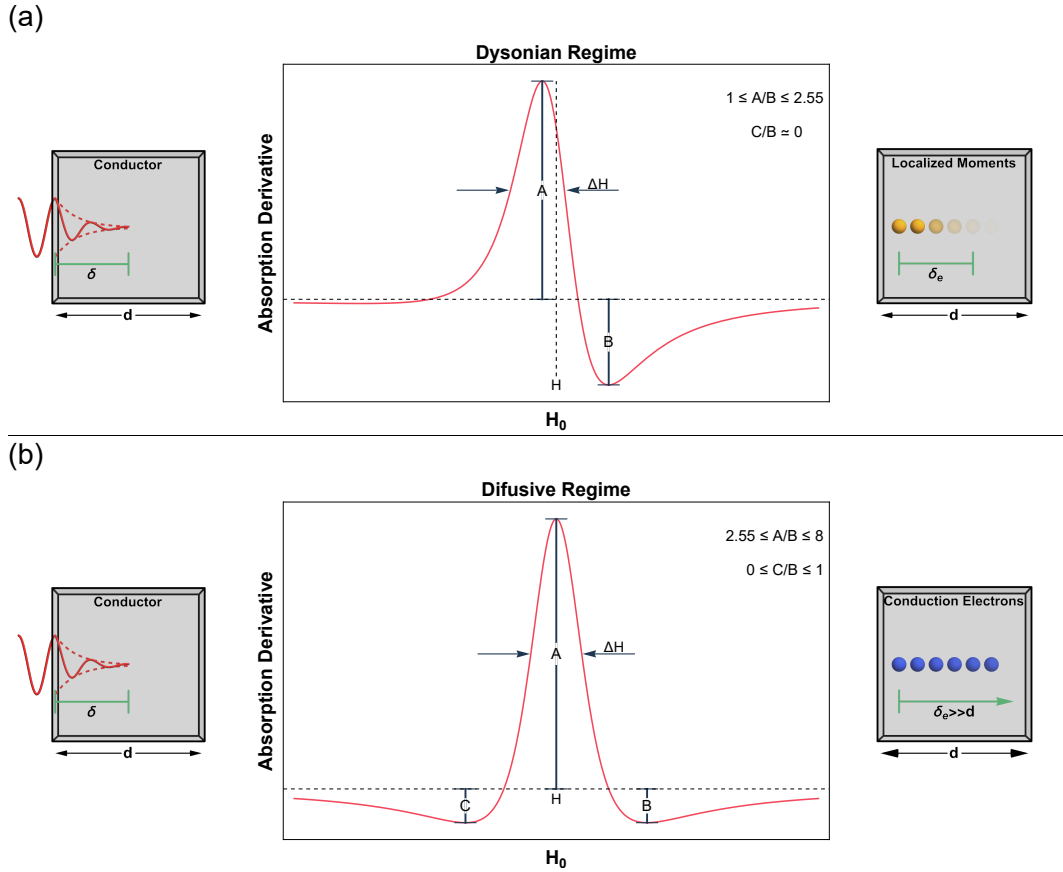 (a)
Dysonian Regime
Conductor
δ
d
Absorption Derivative
1 ≤ A/B ≤ 2.55
C/B ≃ 0
A
ΔH
B
H
H₀
Localized Moments
δₑ
d
(b)
Difusive Regime
Conductor
δ
d
Absorption Derivative
2.55 ≤ A/B ≤ 8
0 ≤ C/B ≤ 1
A
ΔH
C
H
B
H₀
Conduction Electrons
δₑ>>d
d